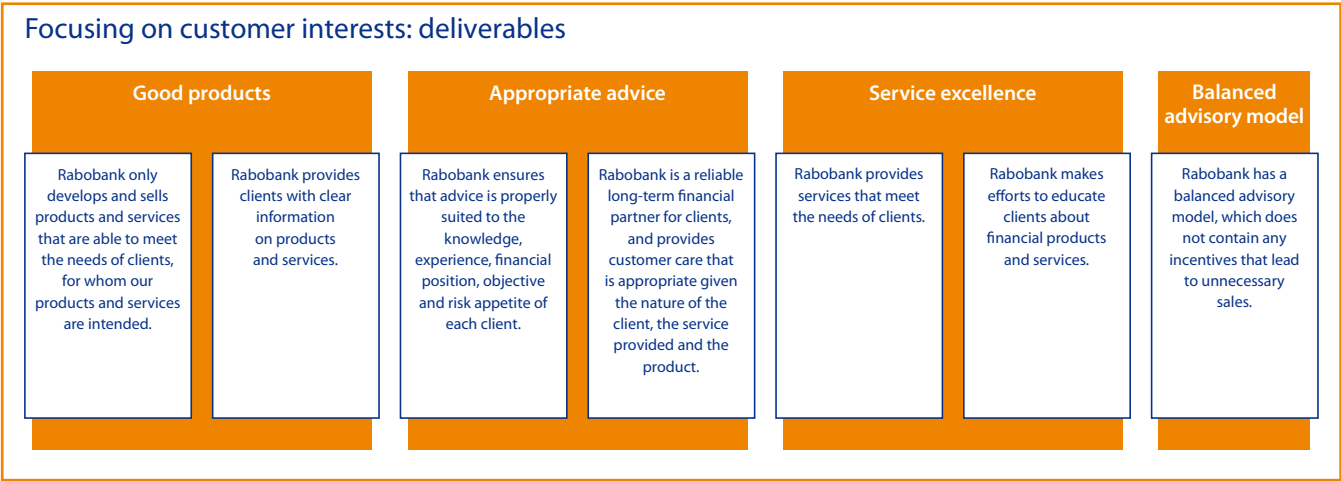 Focusing on customer interests: deliverables
Good products
Rabobank only
develops and sells
products and services
that are able to meet
the needs of clients,
for whom our
products and services
are intended.
Rabobank provides
clients with clear
information
on products
and services.
Appropriate advice
Rabobank ensures
that advice is properly
suited to the
knowledge,
experience, financial
position, objective
and risk appetite of
each client.
Rabobank is a reliable
long-term financial
partner for clients,
and provides
customer care that
is appropriate given
the nature of the
client, the service
provided and the
product.
Service excellence
Rabobank provides
services that meet
the needs of clients.
Rabobank makes
efforts to educate
clients about
financial products
and services.
Balanced
advisory model
Rabobank has a
balanced advisory
model, which does
not contain any
incentives that lead
to unnecessary
sales.